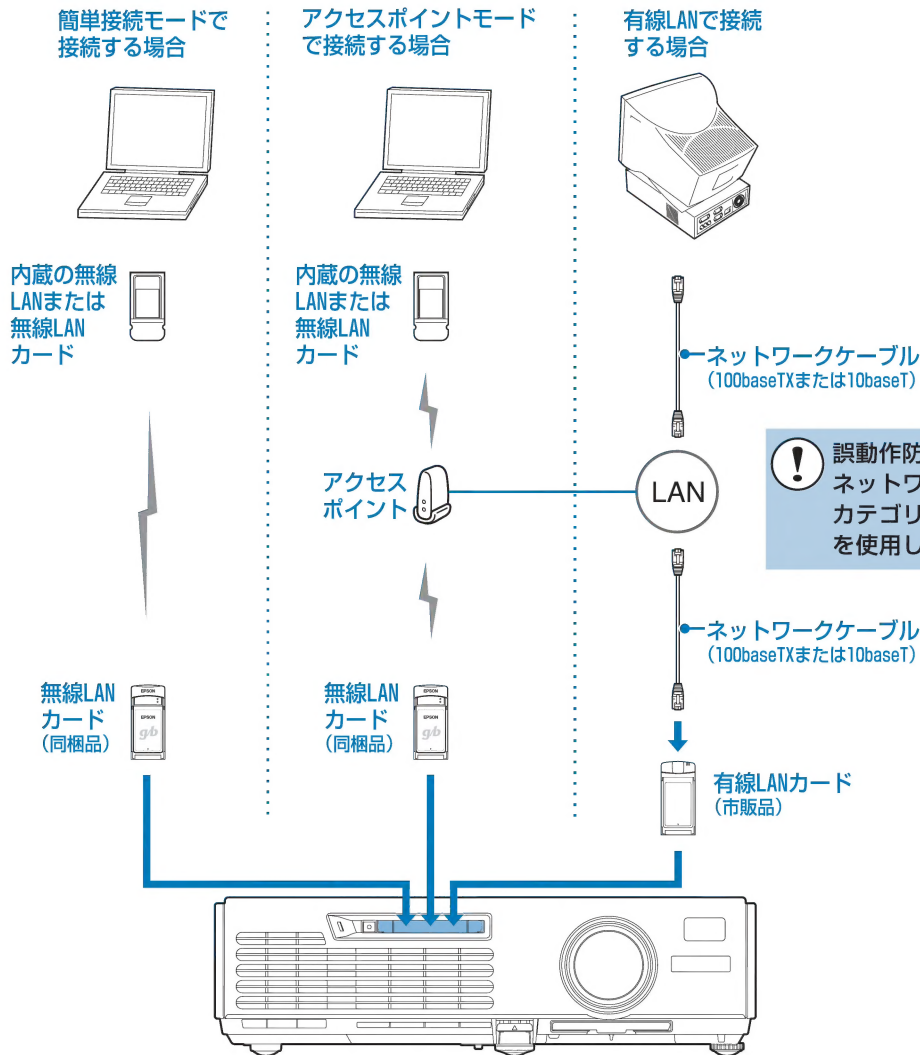 簡単接続モードで
接続する場合
アクセスポイントモード
で接続する場合
有線LANで接続
する場合
内蔵の無線
LANまたは
無線LAN
カード
内蔵の無線
LANまたは
無線LAN
カード
ネットワークケーブル
(100baseTXまたは10baseT)
誤動作防
ネットワ
カテゴリ
を使用し
アクセス
ポイント
LAN
ネットワークケーブル
(100baseTXまたは10baseT)
無線LAN
カード
(同梱品)
EPSON
EPSON
g/b
無線LAN
カード
(同梱品)
EPSON
EPSON
g/b
有線LANカード
(市販品)